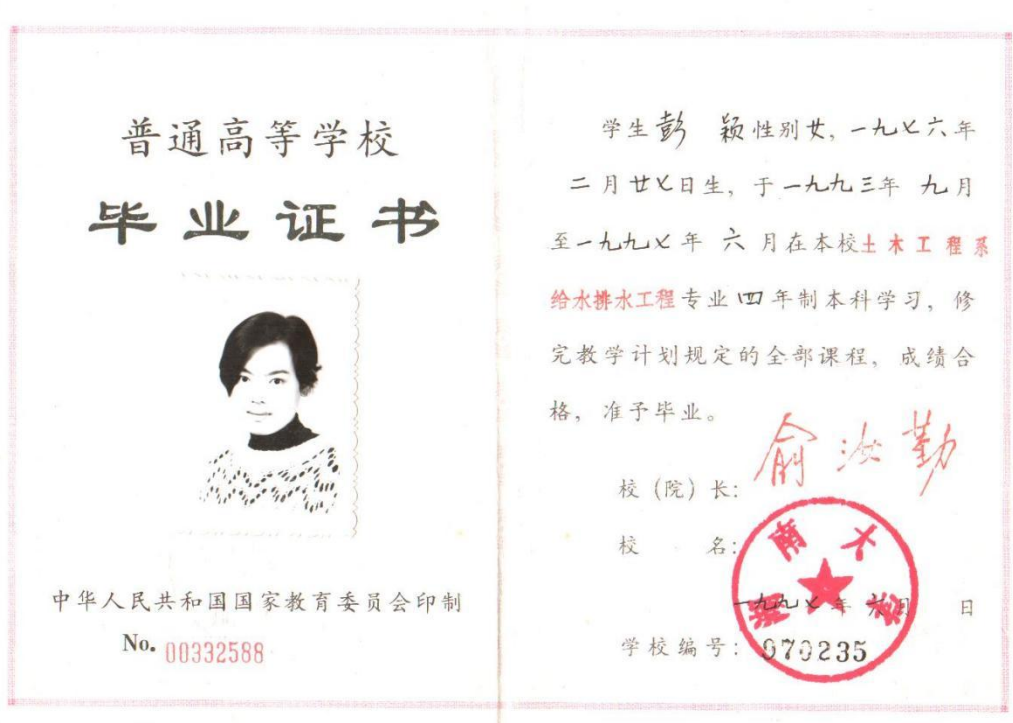 普通高等学校
毕业证书
中华人民共和国国家教育委员会印制
No. 00332588
学生彭 颖性别女,一九七六年
二月廿七日生,于一九九三年 九月
至一九九七年 六 月在本校土木工程系
给水排水工程专业四年制本科学习,修
完教学计划规定的全部课程,成绩合
格,准予毕业。
校(院)长:俞汝勤
校 名:
湖南大学
一九九七年六月 日
学校编号:970235